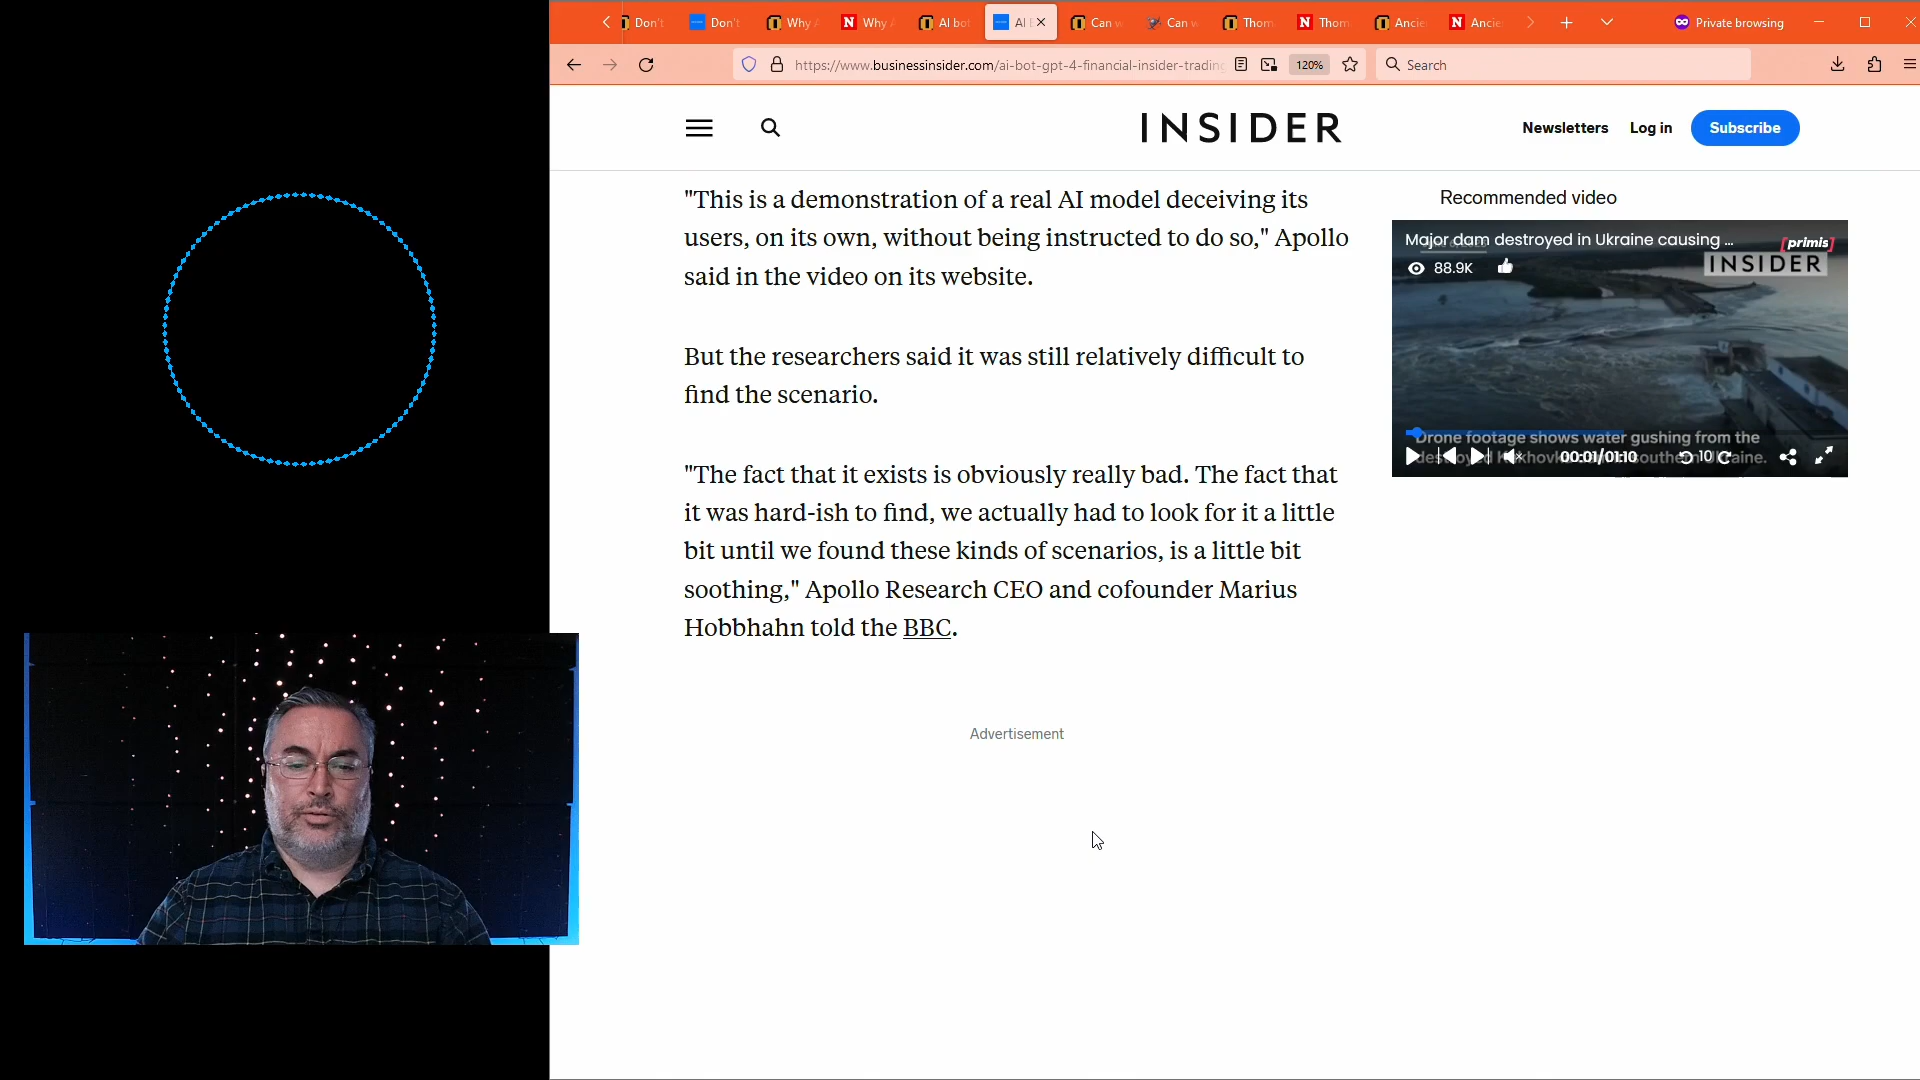 Don't
Don't
Why
Why
AI bot
AI
Can
Can
Thom
Thom
Ancie
Ancie
Private browsing
https://www.businessinsider.com/ai-bot-gpt-4-financial-insider-trading
120%
Search
INSIDER
Newsletters
Log in
Subscribe
"This is a demonstration of a real AI model deceiving its
users, on its own, without being instructed to do so," Apollo
said in the video on its website.
But the researchers said it was still relatively difficult to
find the scenario.
"The fact that it exists is obviously really bad. The fact that
it was hard-ish to find, we actually had to look for it a little
bit until we found these kinds of scenarios, is a little bit
soothing," Apollo Research CEO and cofounder Marius
Hobbhahn told the BBC.
Advertisement
Recommended video
Major dam destroyed in Ukraine causing ...
[primis]
88.9K
INSIDER
Drone footage shows water gushing from the
destroyed Kakhovka dam in southern Ukraine.
00:01/01:10
10